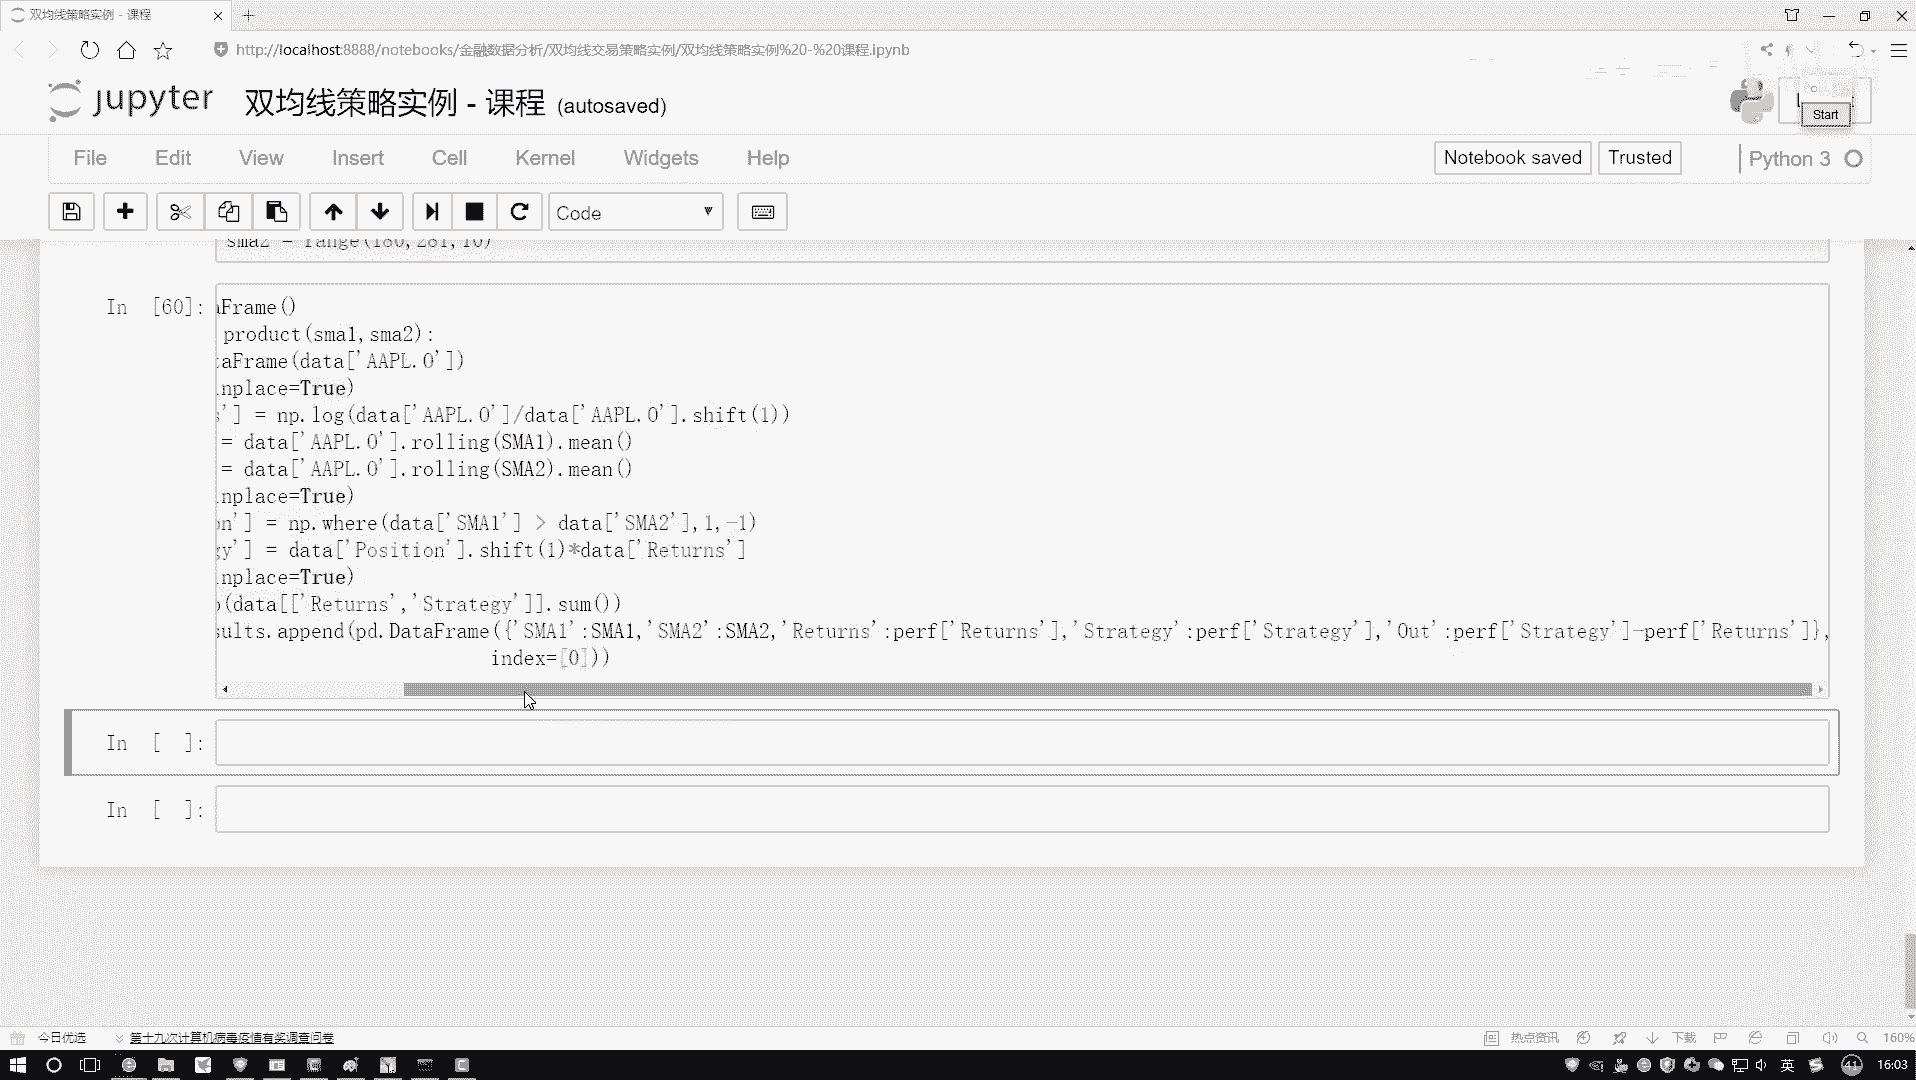 双均线策略实例 - 课程
http://localhost:8888/notebooks/金融数据分析/双均线交易策略实例/双均线策略实例%20-%20课程.ipynb
jupyter 双均线策略实例 - 课程 (autosaved)
Start
File Edit View Insert Cell Kernel Widgets Help
Notebook saved Trusted Python 3
Code
sma2 = range(180,281,10)
In [60]:
aFrame()
product(sma1,sma2):
taFrame(data['AAPL.O'])
inplace=True)
s'] = np.log(data['AAPL.O']/data['AAPL.O'].shift(1))
= data['AAPL.O'].rolling(SMA1).mean()
= data['AAPL.O'].rolling(SMA2).mean()
inplace=True)
on'] = np.where(data['SMA1'] > data['SMA2'],1,-1)
gy'] = data['Position'].shift(1)*data['Returns']
inplace=True)
p(data[['Returns','Strategy']].sum())
sults.append(pd.DataFrame({'SMA1':SMA1,'SMA2':SMA2,'Returns':perf['Returns'],'Strategy':perf['Strategy'],'Out':perf['Strategy']-perf['Returns']},
index=[0]))
In [ ]:
In [ ]:
今日优选 第十九次计算机病毒疫情有奖调查问卷
热点资讯 下载 160%
英 41 16:03